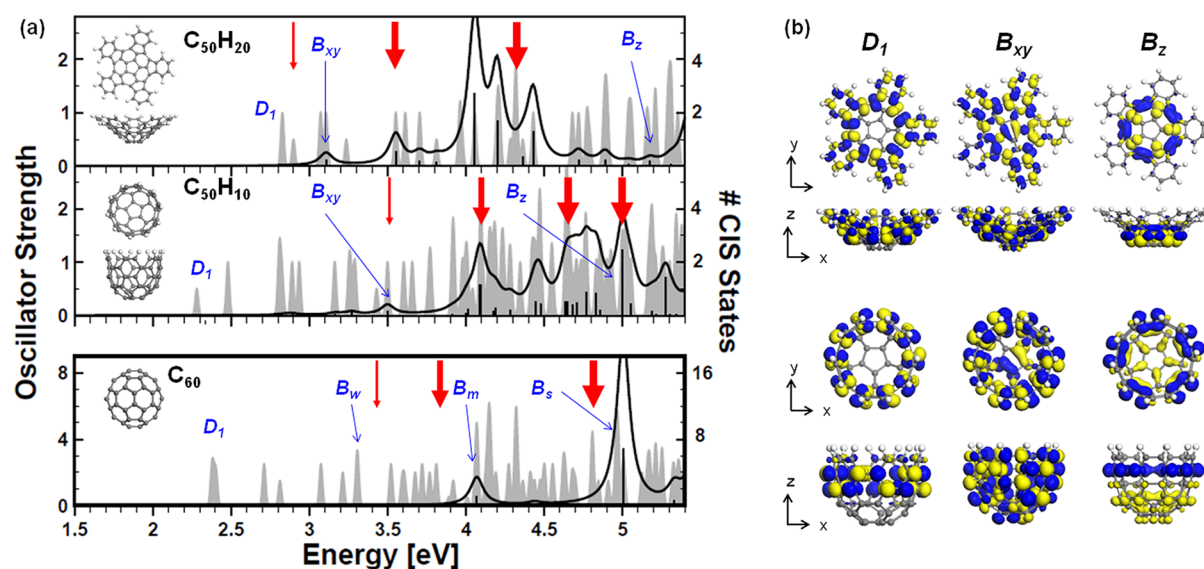 (a)
C50H20
Bxy
Bz
D1
2
1
0
4
2
0
C50H10
Bxy
Bz
D1
2
1
0
4
2
0
C60
Bw
Bm
Bs
D1
8
4
0
16
8
1.5
2
2.5
3
3.5
4
4.5
5
Energy [eV]
Oscillator Strength
# CIS States
(b)
D1
Bxy
Bz
y
x
z
x
y
x
z
x